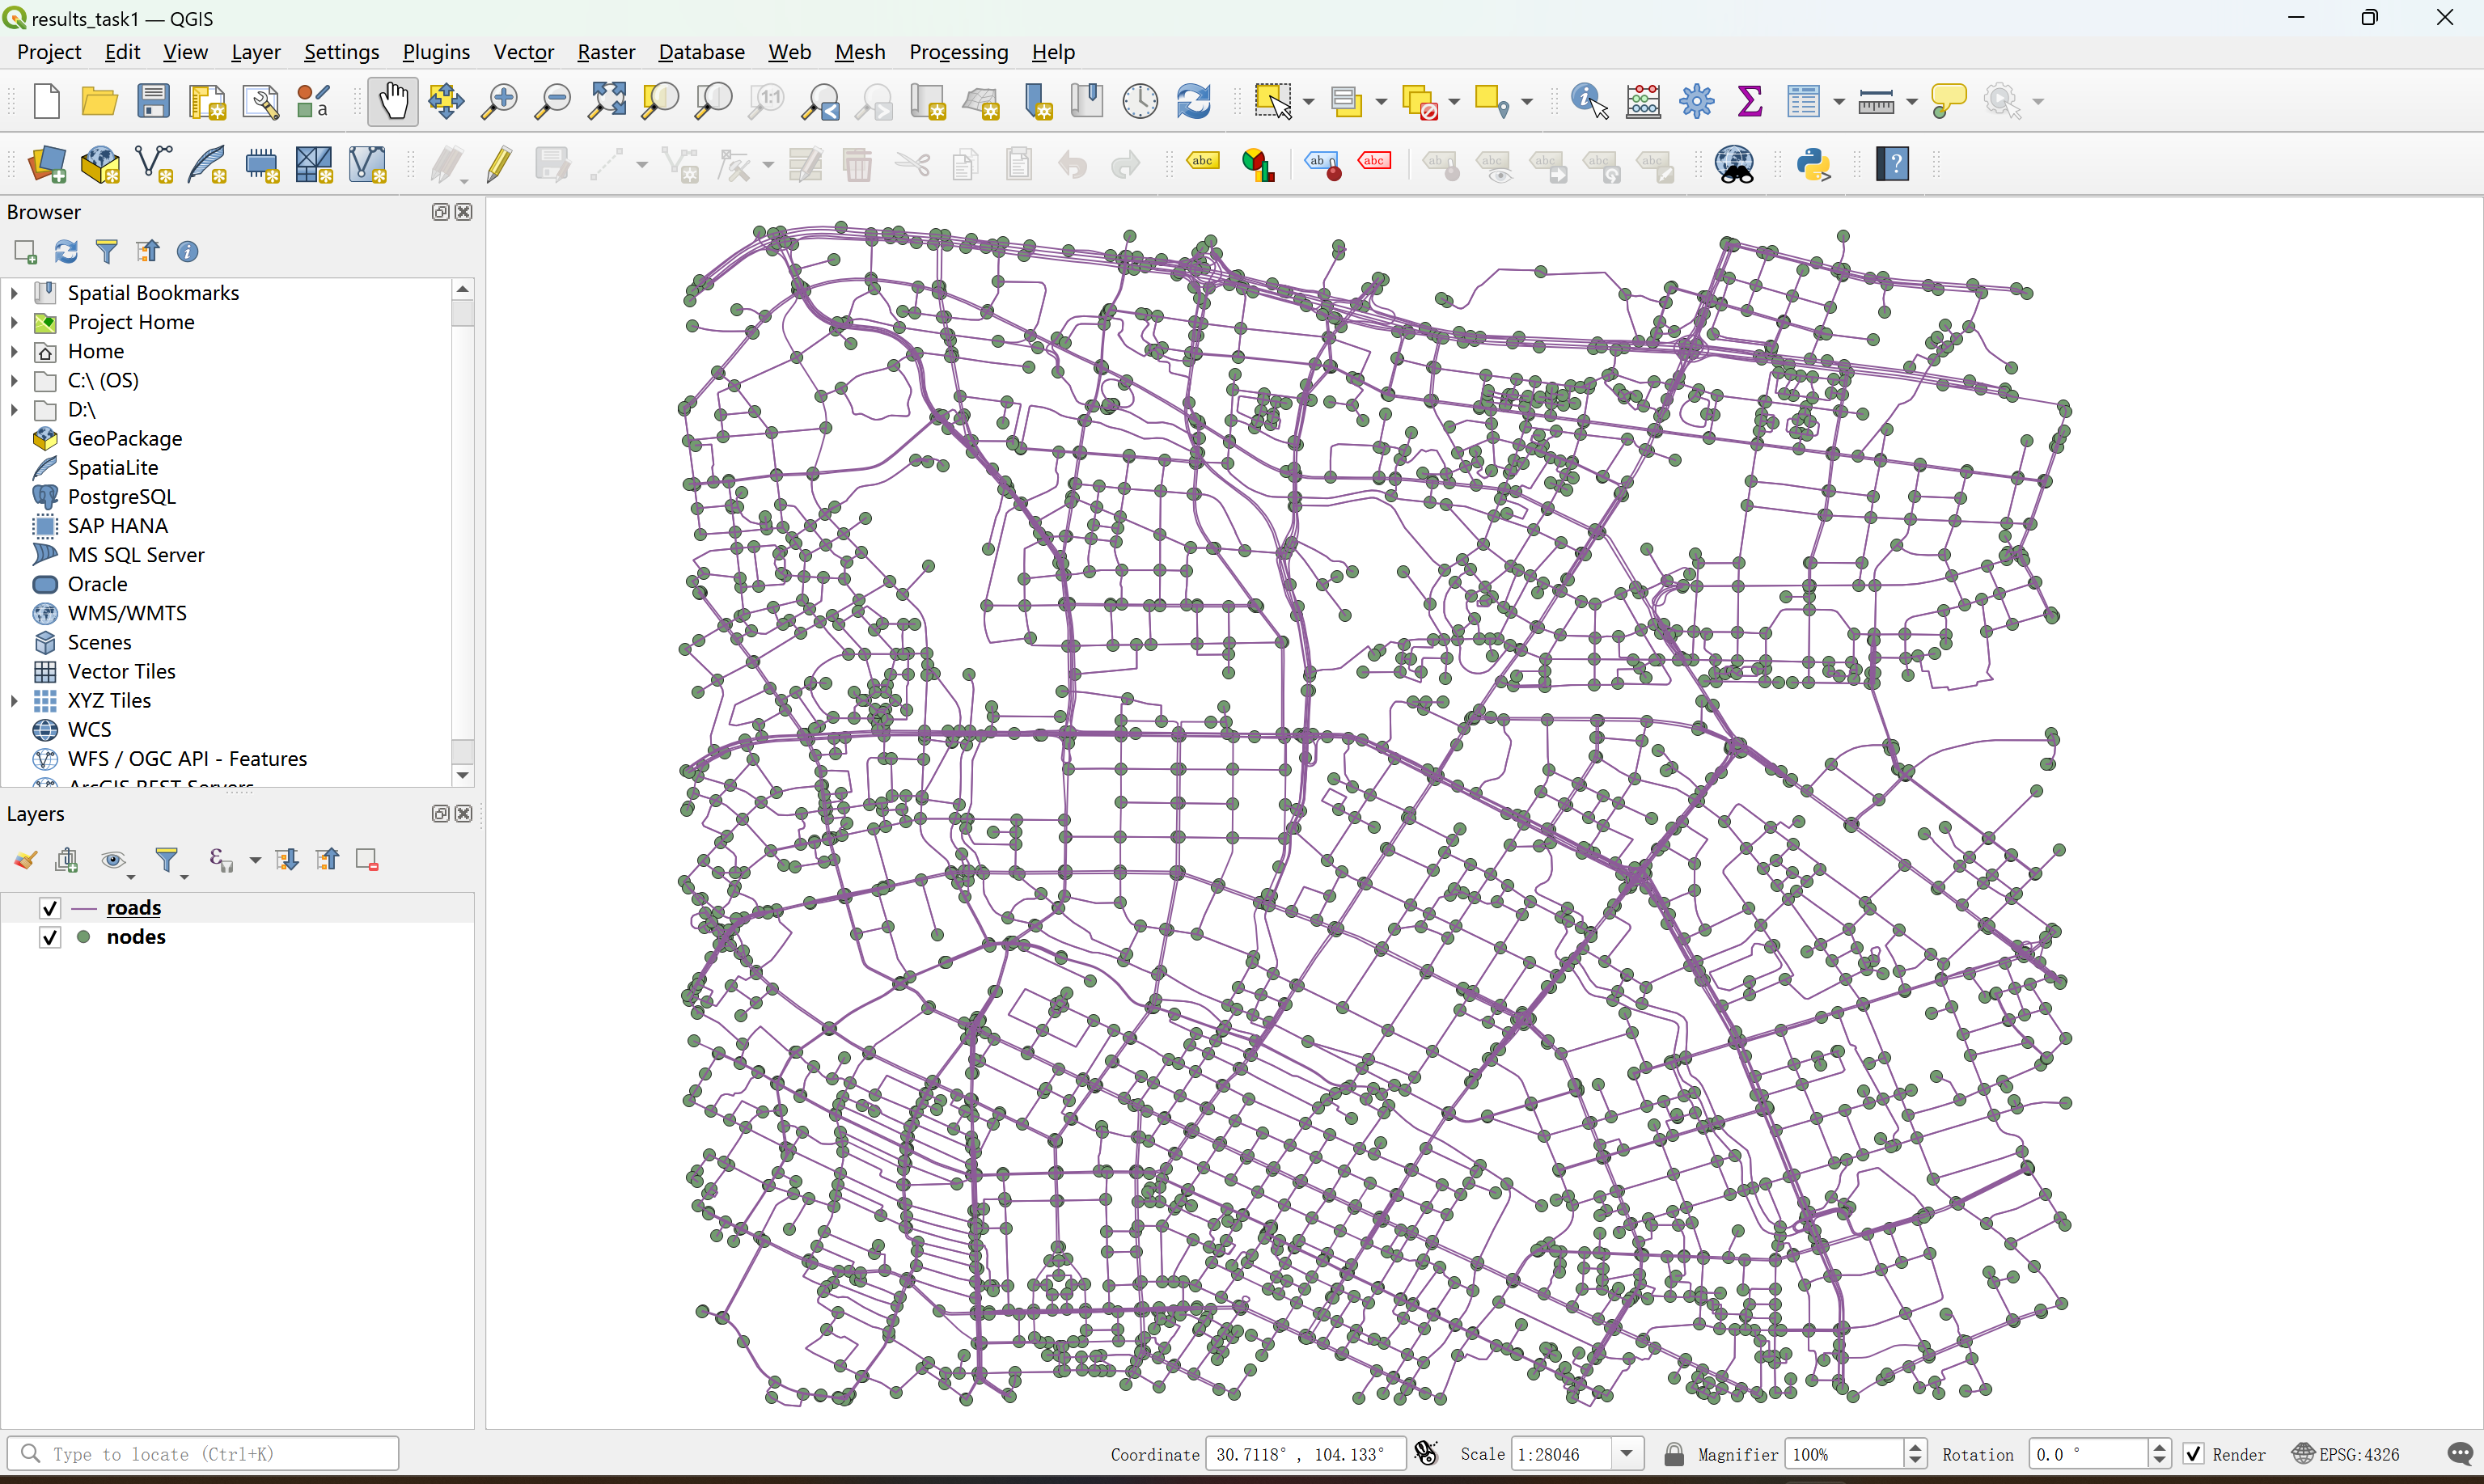 results_task1 — QGIS
Project Edit View Layer Settings Plugins Vector Raster Database Web Mesh Processing Help
Browser
Spatial Bookmarks
Project Home
Home
C:\ (OS)
D:\
GeoPackage
SpatiaLite
PostgreSQL
SAP HANA
MS SQL Server
Oracle
WMS/WMTS
Scenes
Vector Tiles
XYZ Tiles
WCS
WFS / OGC API - Features
ArcGIS REST Servers
Layers
roads
nodes
Type to locate (Ctrl+K) Coordinate 30.7118° , 104.133° Scale 1:28046 Magnifier 100% Rotation 0.0 ° Render EPSG:4326